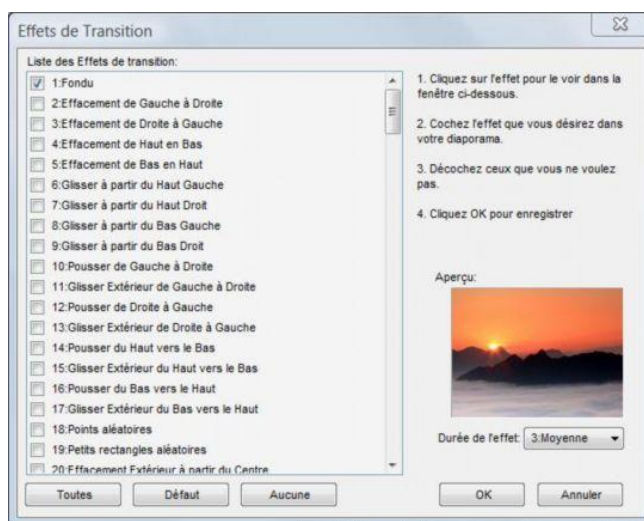 Effets de Transition
Liste des Effets de transition:
1:Fondu
2:Effacement de Gauche à Droite
3:Effacement de Droite à Gauche
4:Effacement de Haut en Bas
5:Effacement de Bas en Haut
6:Glisser à partir du Haut Gauche
7:Glisser à partir du Haut Droit
8:Glisser à partir du Bas Gauche
9:Glisser à partir du Bas Droit
10:Pousser de Gauche à Droite
11:Glisser Extérieur de Gauche à Droite
12:Pousser de Droite à Gauche
13:Glisser Extérieur de Droite à Gauche
14:Pousser du Haut vers le Bas
15:Glisser Extérieur du Haut vers le Bas
16:Pousser du Bas vers le Haut
17:Glisser Extérieur du Bas vers le Haut
18:Points aléatoires
19:Petits rectangles aléatoires
20:Effacement Extérieur à partir du Centre
Toutes
Défaut
Aucune
1. Cliquez sur l'effet pour le voir dans la
fenêtre ci-dessous.
2. Cochez l'effet que vous désirez dans
votre diaporama.
3. Décochez ceux que vous ne voulez
pas.
4. Cliquez OK pour enregistrer
Aperçu:
Durée de l'effet: 3:Moyenne
OK
Annuler